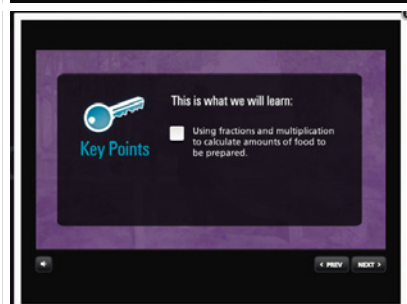 This is what we will learn:
Key Points
Using fractions and multiplication
to calculate amounts of food to
be prepared.
< PREV
NEXT >